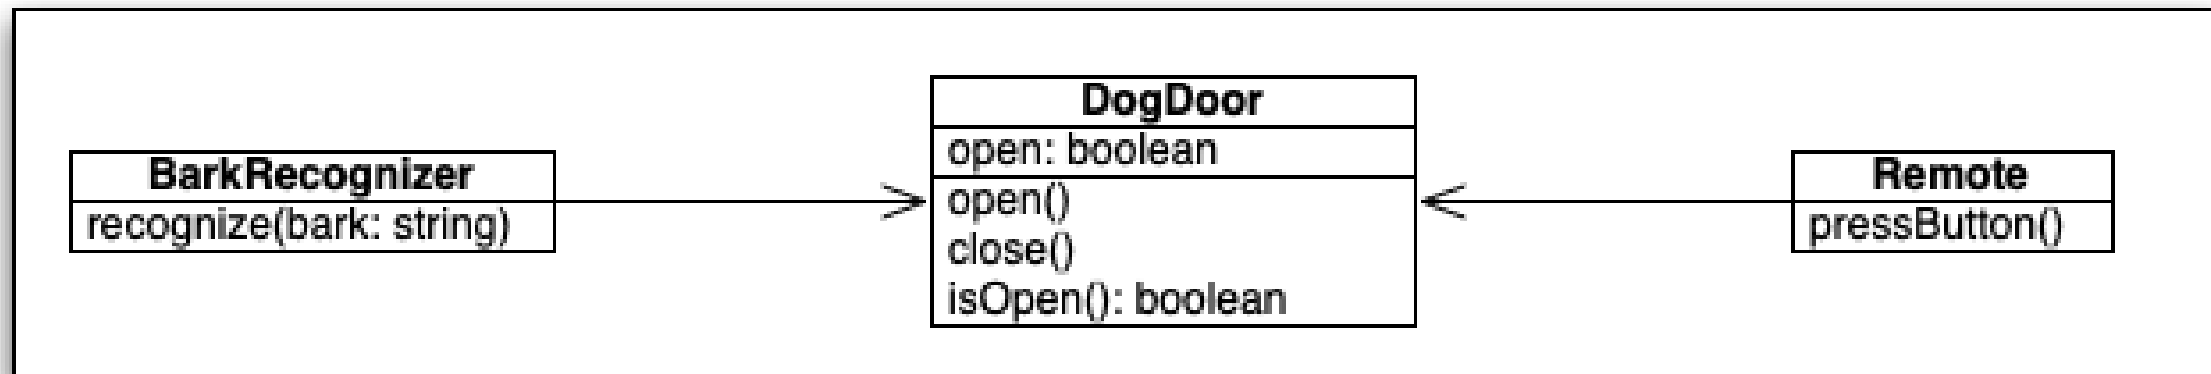 BarkRecognizer
recognize(bark: string)
DogDoor
open: boolean
open()
close()
isOpen(): boolean
Remote
pressButton()